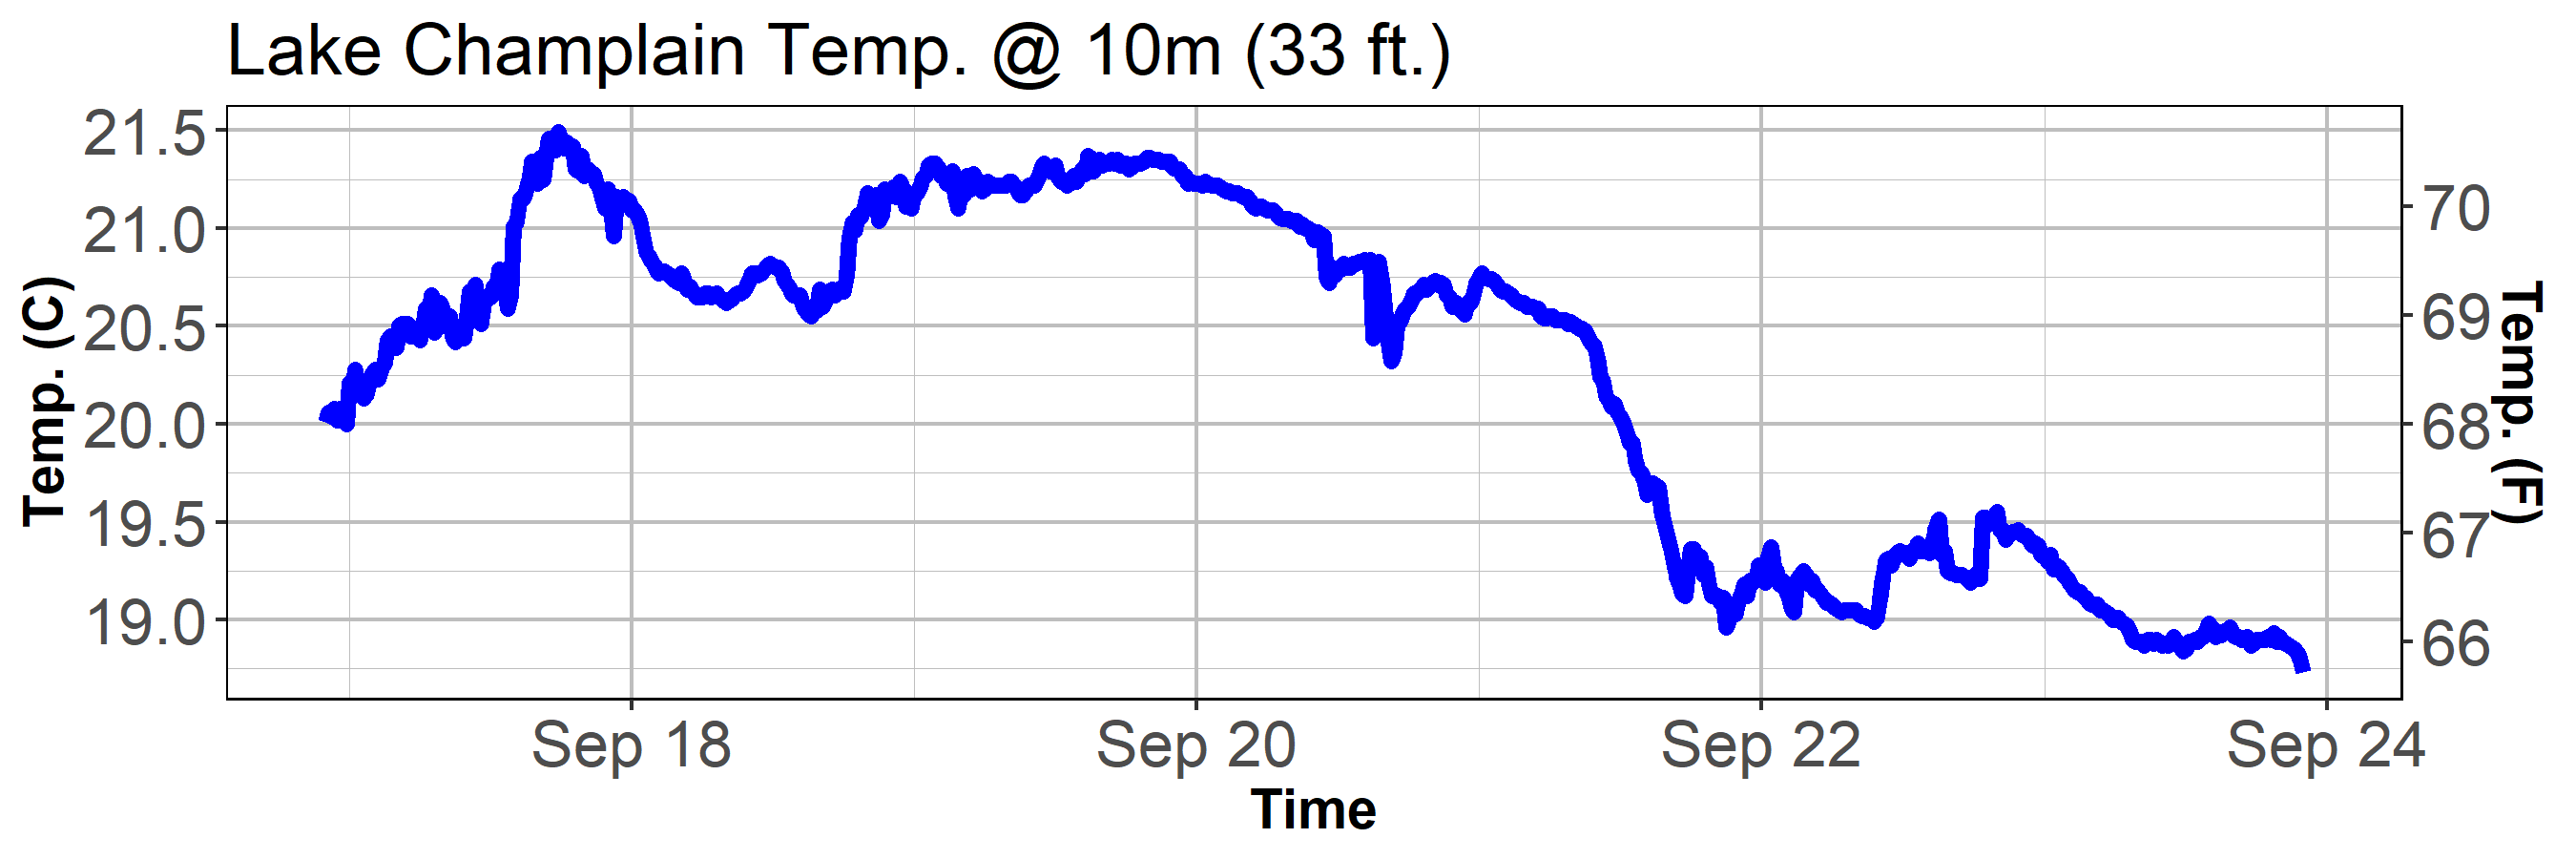 Lake Champlain Temp. @ 10m (33 ft.)
Temp. (C)
21.5
21.0
20.5
20.0
19.5
19.0
70
69
68
67
66
Temp. (F)
Sep 18 Sep 20 Sep 22 Sep 24
Time